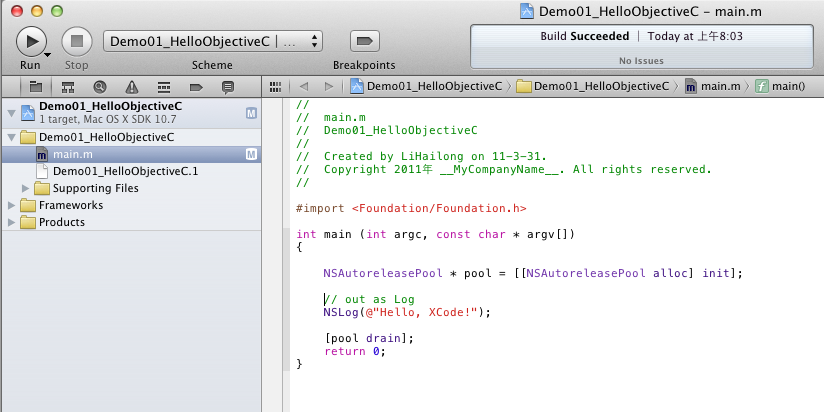 Demo01_HelloObjectiveC – main.m
Run
Stop
Demo01_HelloObjectiveC | ...
Scheme
Breakpoints
Build Succeeded | Today at 上午8:03
No Issues
Demo01_HelloObjectiveC
1 target, Mac OS X SDK 10.7
M
Demo01_HelloObjectiveC
main.m
M
Demo01_HelloObjectiveC.1
Supporting Files
Frameworks
Products
Demo01_HelloObjectiveC
Demo01_HelloObjectiveC
main.m
main()
//
//  main.m
//  Demo01_HelloObjectiveC
//
//  Created by LiHailong on 11-3-31.
//  Copyright 2011年 __MyCompanyName__. All rights reserved.
//
#import <Foundation/Foundation.h>
int main (int argc, const char * argv[])
{
    NSAutoreleasePool * pool = [[NSAutoreleasePool alloc] init];
    // out as Log
    NSLog(@"Hello, XCode!");
    [pool drain];
    return 0;
}